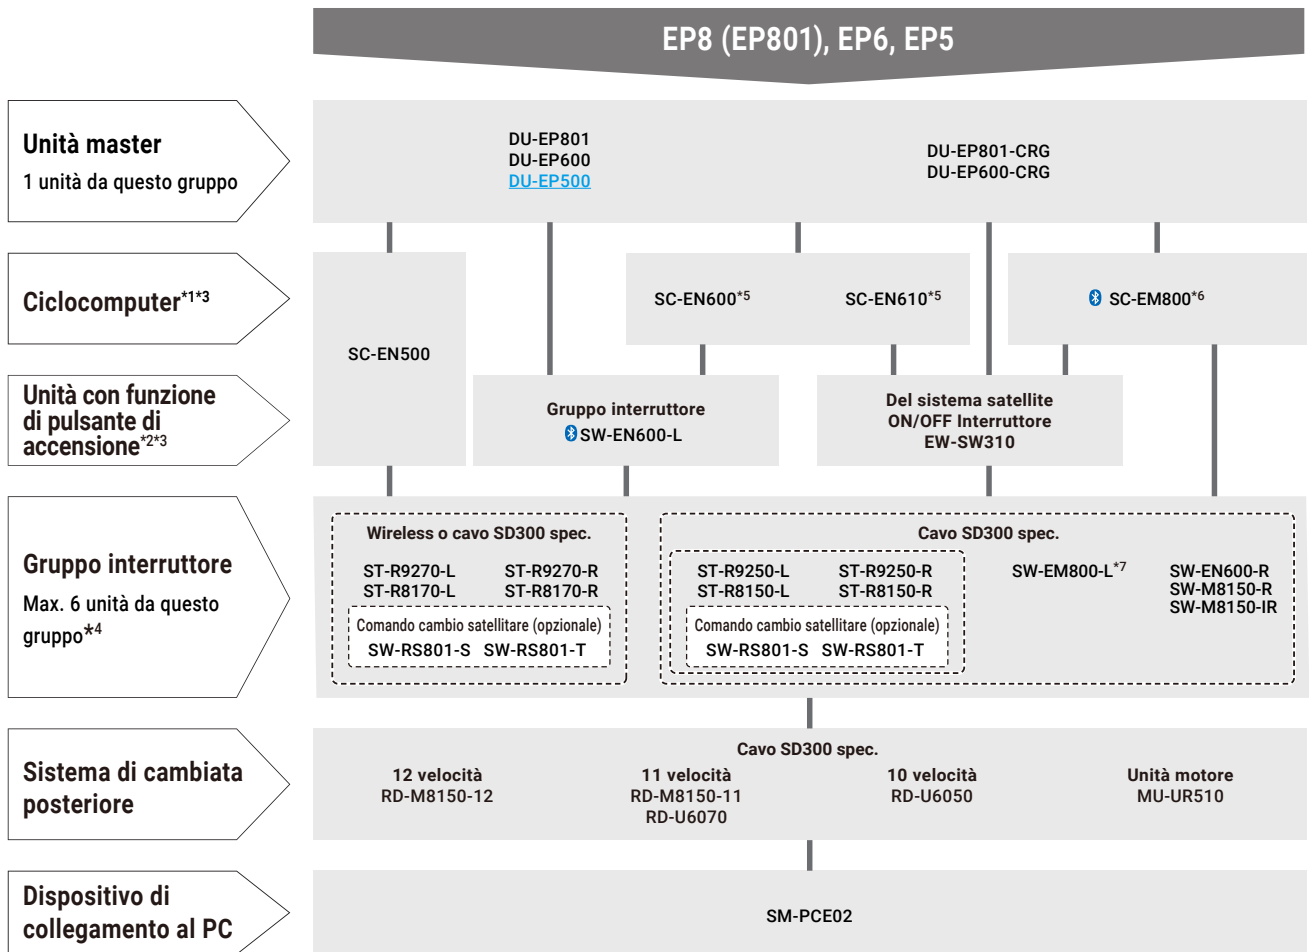 EP8 (EP801), EP6, EP5
Unità master
1 unità da questo gruppo
DU-EP801
DU-EP600
DU-EP500
DU-EP801-CRG
DU-EP600-CRG
Ciclocomputer*1*3
SC-EN500
SC-EN600*5
SC-EN610*5
SC-EM800*6
Unità con funzione
di pulsante di
accensione*2*3
Gruppo interruttore
SW-EN600-L
Del sistema satellite
ON/OFF Interruttore
EW-SW310
Gruppo interruttore
Max. 6 unità da questo
gruppo*4
Wireless o cavo SD300 spec.
ST-R9270-L
ST-R8170-L
ST-R9270-R
ST-R8170-R
Comando cambio satellitare (opzionale)
SW-RS801-S SW-RS801-T
Cavo SD300 spec.
ST-R9250-L
ST-R8150-L
ST-R9250-R
ST-R8150-R
Comando cambio satellitare (opzionale)
SW-RS801-S SW-RS801-T
SW-EM800-L*7
SW-EN600-R
SW-M8150-R
SW-M8150-IR
Sistema di cambiata
posteriore
Cavo SD300 spec.
12 velocità
RD-M8150-12
11 velocità
RD-M8150-11
RD-U6070
10 velocità
RD-U6050
Unità motore
MU-UR510
Dispositivo di
collegamento al PC
SM-PCE02